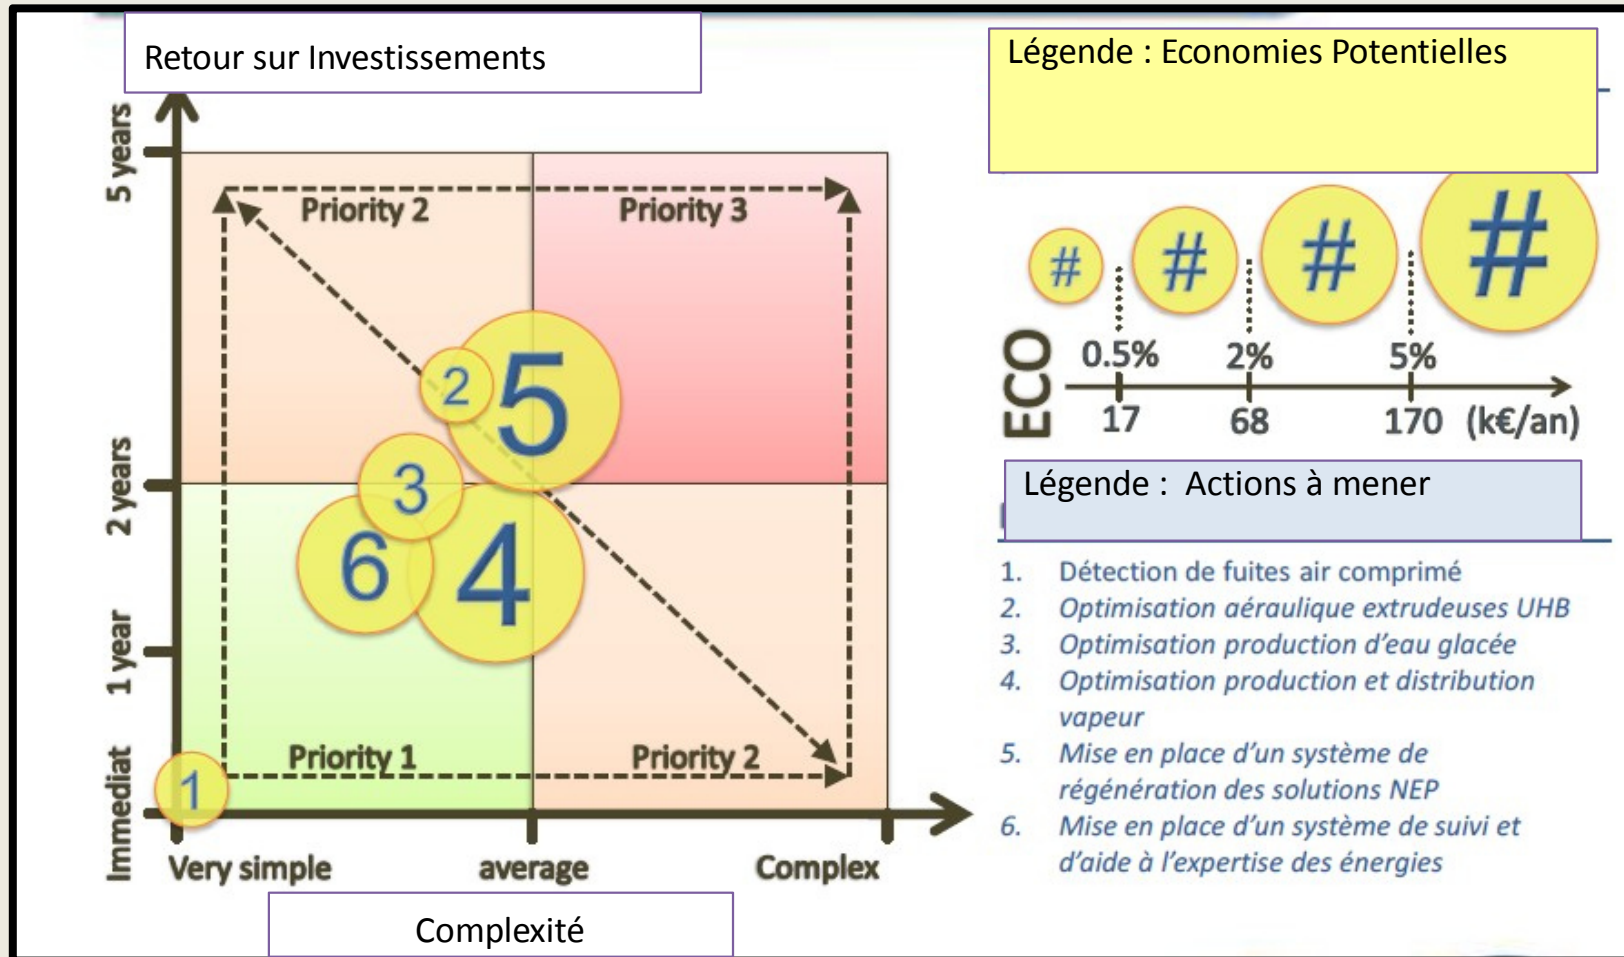 Retour sur Investissements
5 years
2 years
1 year
Immediat
Priority 2
Priority 3
2
5
3
6
4
Priority 1
Priority 2
1
Very simple
average
Complex
Complexité
Légende : Economies Potentielles
# # # #
ECO
0.5% 2% 5%
17 68 170 (k€/an)
Légende :  Actions à mener
1. Détection de fuites air comprimé
2. Optimisation aéraulique extrudeuses UHB
3. Optimisation production d'eau glacée
4. Optimisation production et distribution
vapeur
5. Mise en place d'un système de
régénération des solutions NEP
6. Mise en place d'un système de suivi et
d'aide à l'expertise des énergies